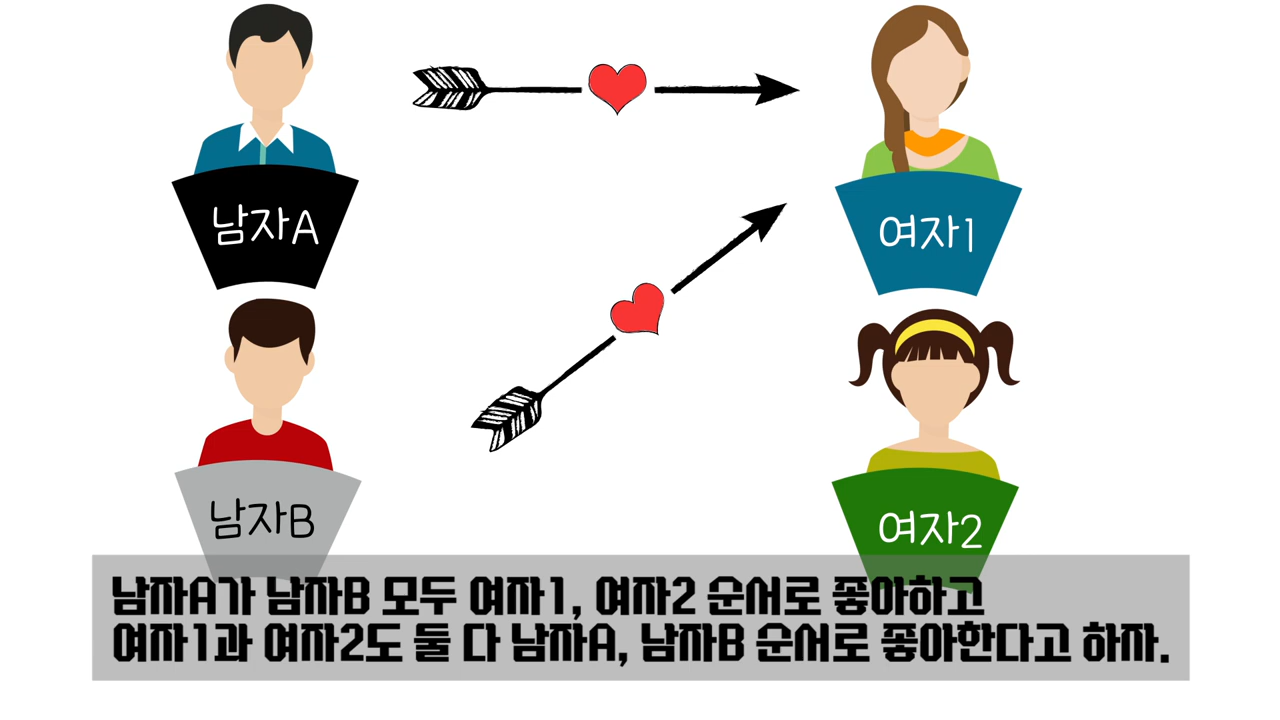 남자A
여자1
남자B
여자2
남자A가 남자B 모두 여자1, 여자2 순서로 좋아하고
여자1과 여자2도 둘 다 남자A, 남자B 순서로 좋아한다고 하자.